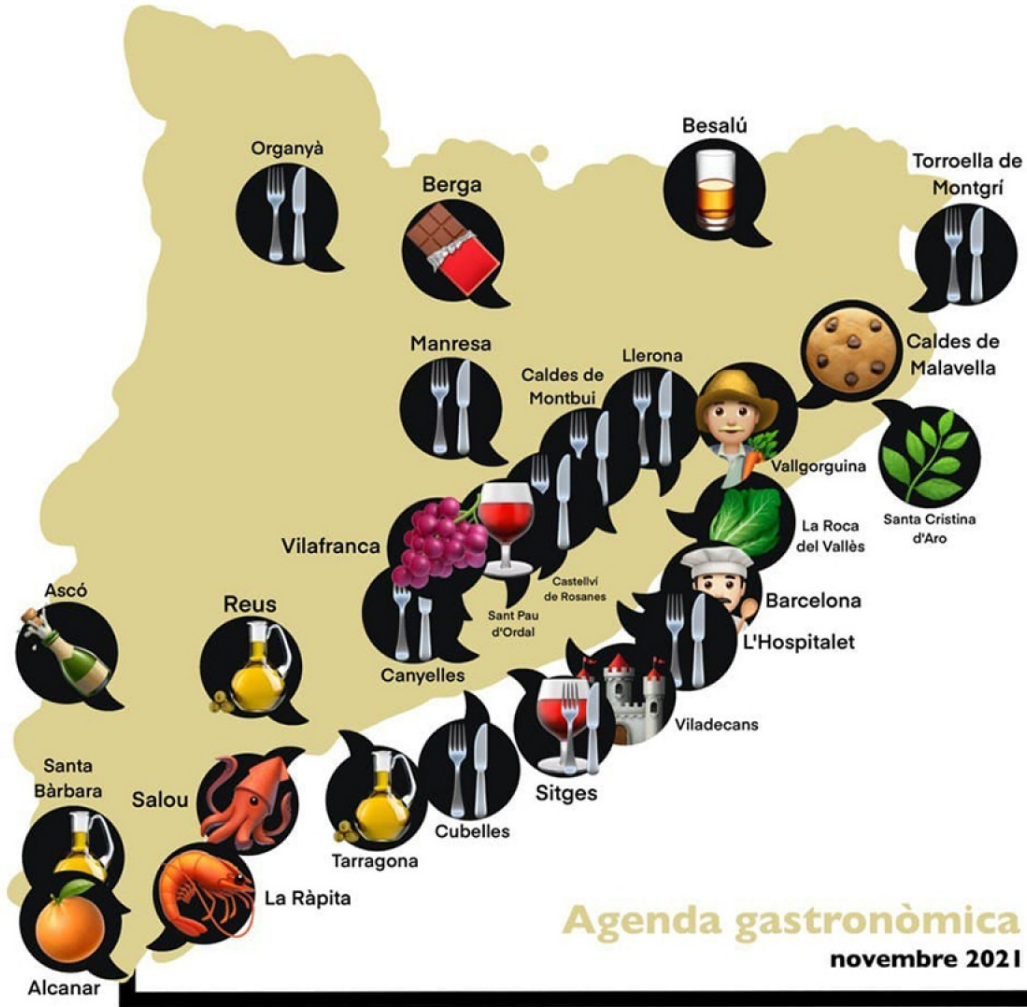 Besalú
Organyà
Torroella de
Montgrí
Berga
Manresa
Llerona
Caldes de
Montbui
Caldes de
Malavella
Vallgorguina
Santa Cristina
d'Aro
La Roca
del Vallès
Vilafranca
Castellví
de Rosanes
Sant Pau
d'Ordal
Ascó
Reus
Barcelona
L'Hospitalet
Canyelles
Viladecans
Santa
Bàrbara
Salou
Sitges
Cubelles
Tarragona
La Ràpita
Alcanar
Agenda gastronòmica
novembre 2021